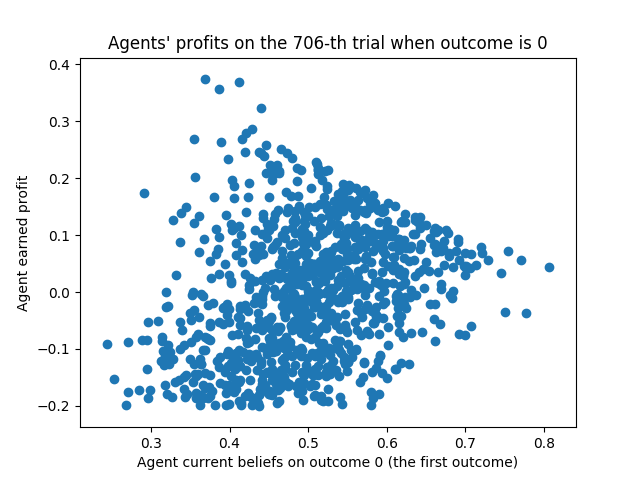 Agents' profits on the 706-th trial when outcome is 0
0.4
0.3
0.2
0.1
0.0
−0.1
−0.2
Agent earned profit
0.3 0.4 0.5 0.6 0.7 0.8
Agent current beliefs on outcome 0 (the first outcome)